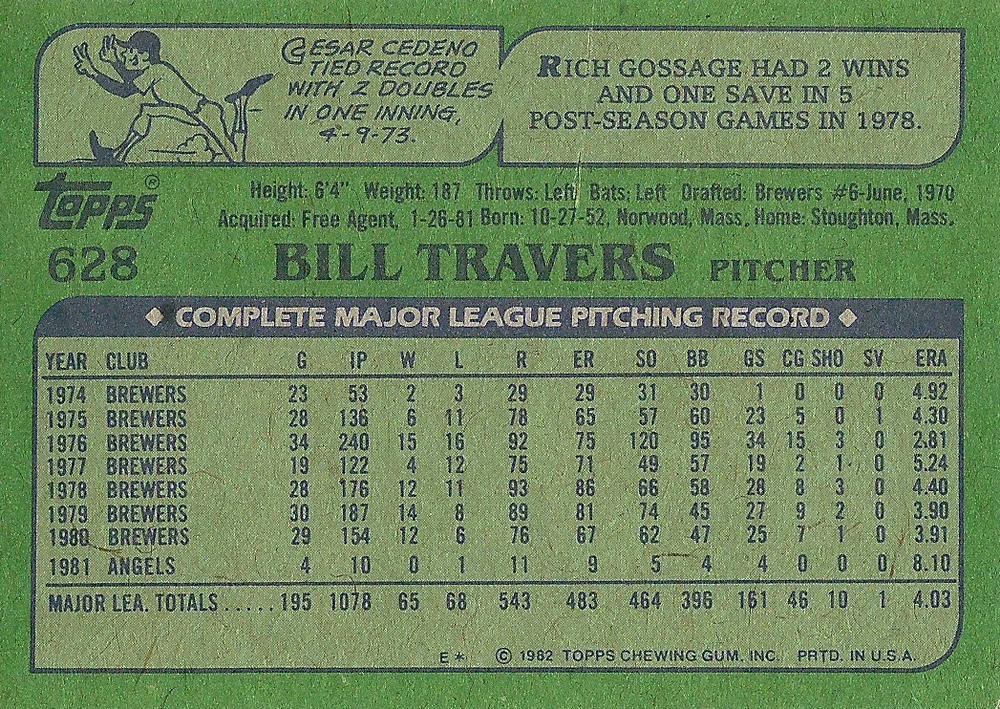 CESAR CEDENO
TIED RECORD
WITH 2 DOUBLES
IN ONE INNING,
4-9-73.
RICH GOSSAGE HAD 2 WINS
AND ONE SAVE IN 5
POST-SEASON GAMES IN 1978.
Topps®
Height: 6'4" Weight: 187 Throws: Left Bats: Left Drafted: Brewers #6-June, 1970
Acquired: Free Agent, 1-26-81 Born: 10-27-52, Norwood, Mass. Home: Stoughton, Mass.
628 BILL TRAVERS PITCHER
COMPLETE MAJOR LEAGUE PITCHING RECORD
YEAR CLUB G IP W L R ER SO BB GS CG SHO SV ERA
1974 BREWERS 23 53 2 3 29 29 31 30 1 0 0 0 4.92
1975 BREWERS 28 136 6 11 78 65 57 60 23 5 0 1 4.30
1976 BREWERS 34 240 15 16 92 75 120 95 34 15 3 0 2.81
1977 BREWERS 19 122 4 12 75 71 49 57 19 2 1 0 5.24
1978 BREWERS 28 176 12 11 93 86 66 58 28 8 3 0 4.40
1979 BREWERS 30 187 14 8 89 81 74 45 27 9 2 0 3.90
1980 BREWERS 29 154 12 6 76 67 62 47 25 7 1 0 3.91
1981 ANGELS 4 10 0 1 11 9 5 4 4 0 0 0 8.10
MAJOR LEA. TOTALS..... 195 1078 65 68 543 483 464 396 161 46 10 1 4.03
E* © 1982 TOPPS CHEWING GUM, INC. PRTD. IN U.S.A.